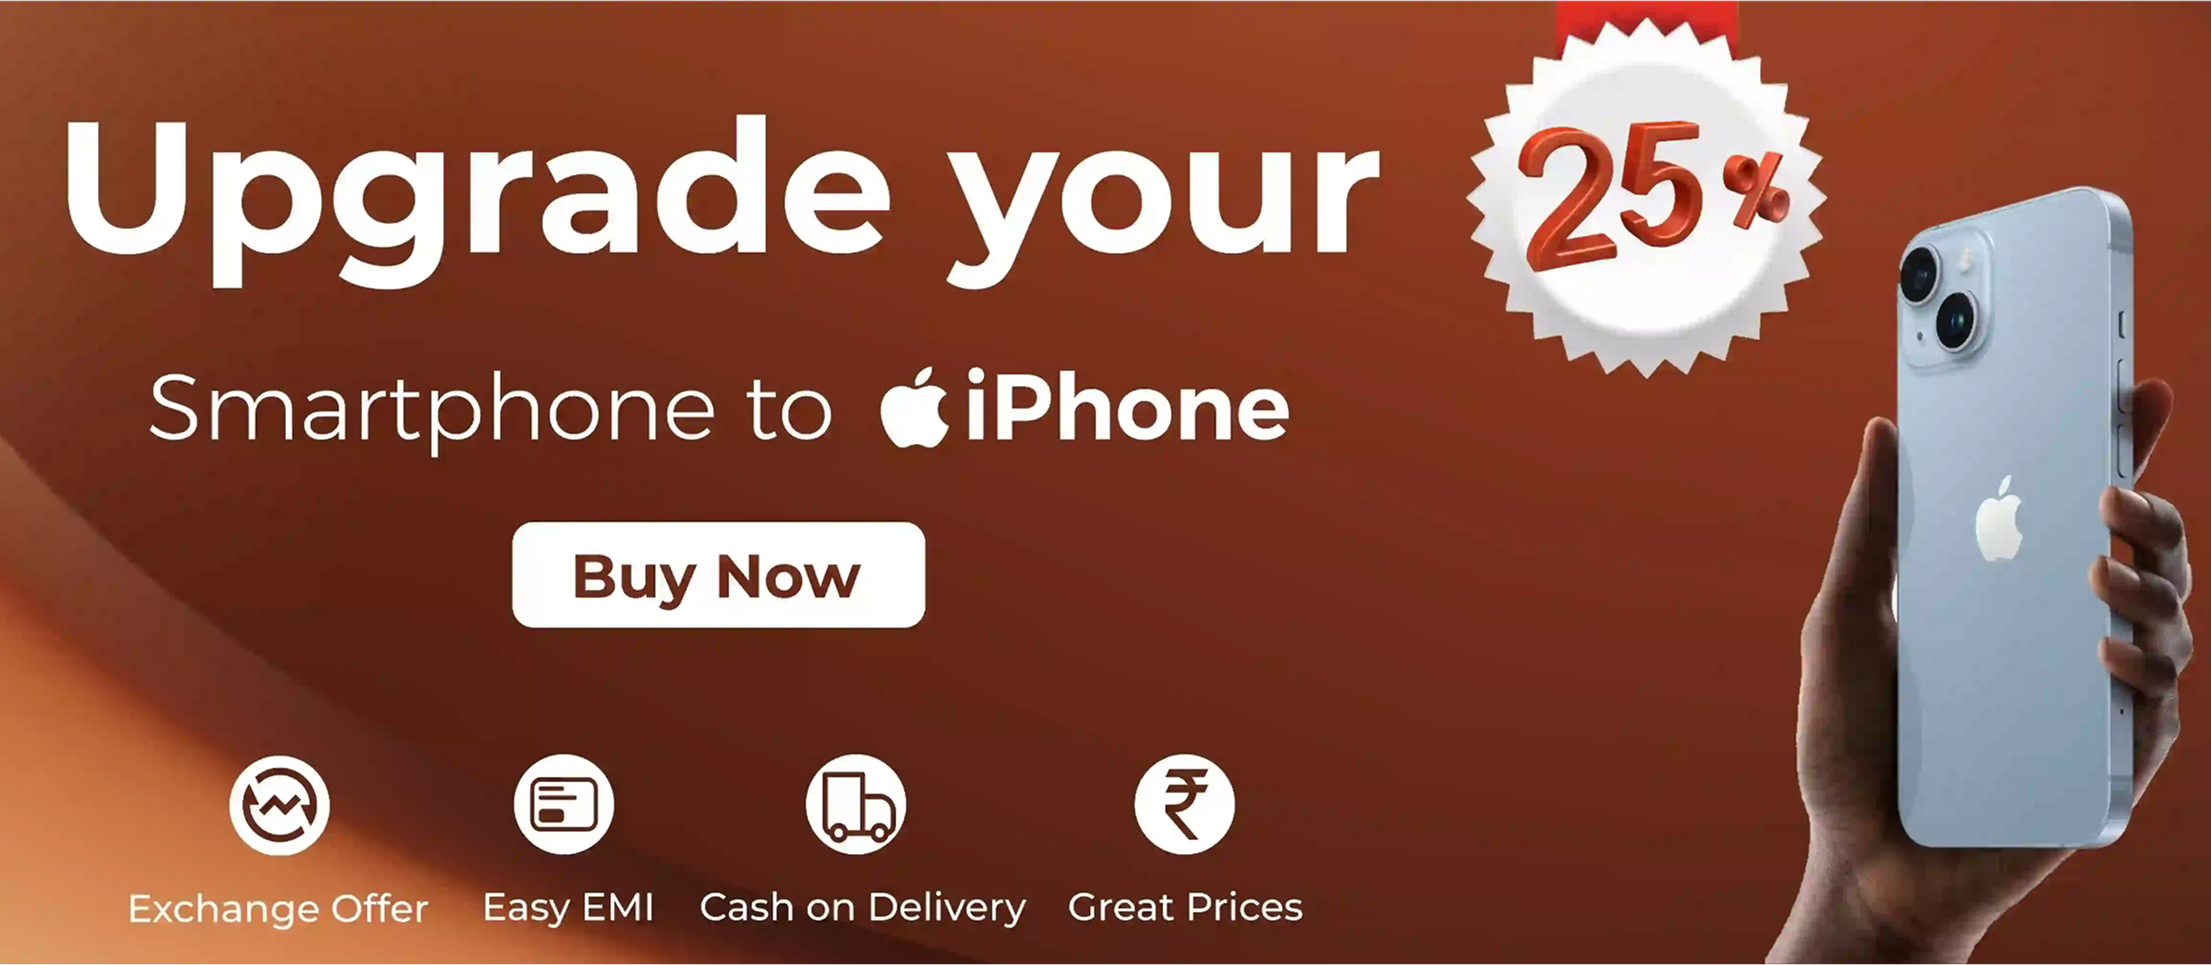 Upgrade your
25%
Smartphone to iPhone
Buy Now
Exchange Offer Easy EMI Cash on Delivery Great Prices